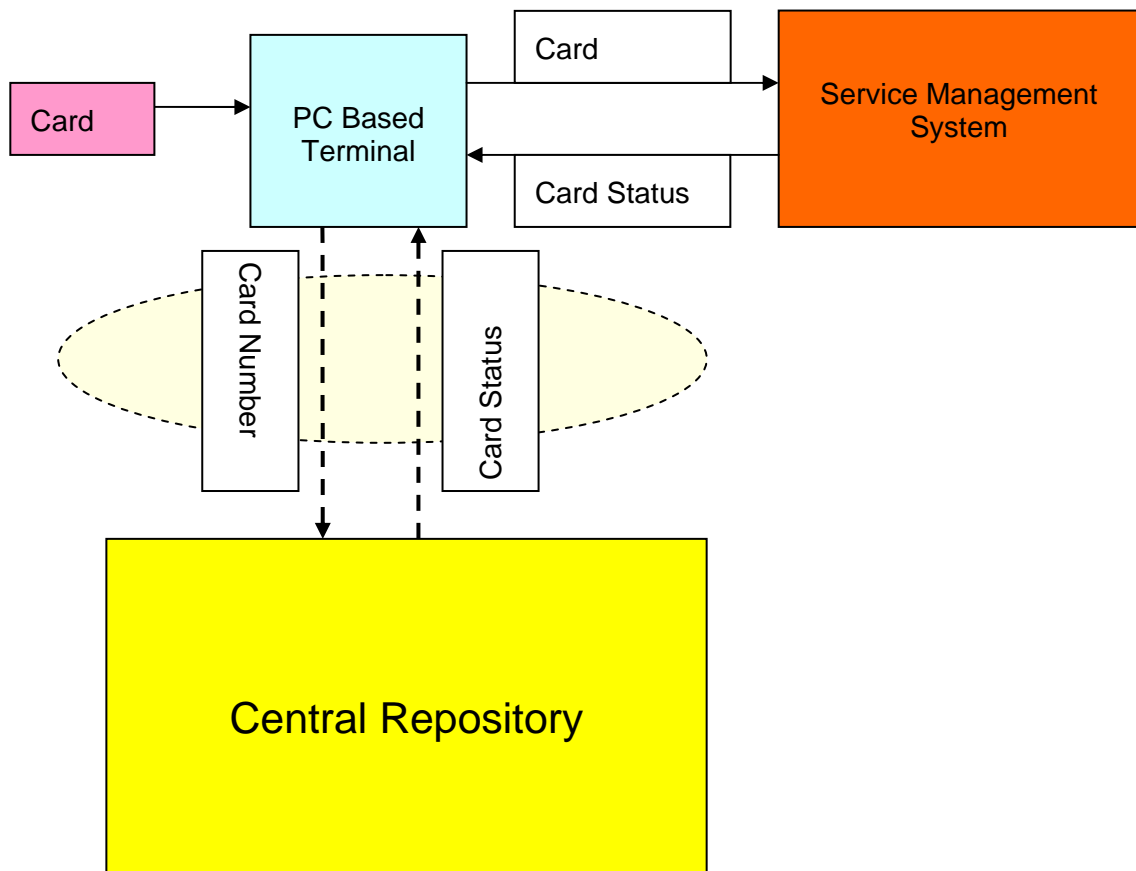 Card
PC Based
Terminal
Card
Card Status
Service Management
System
Card Number
Card Status
Central Repository